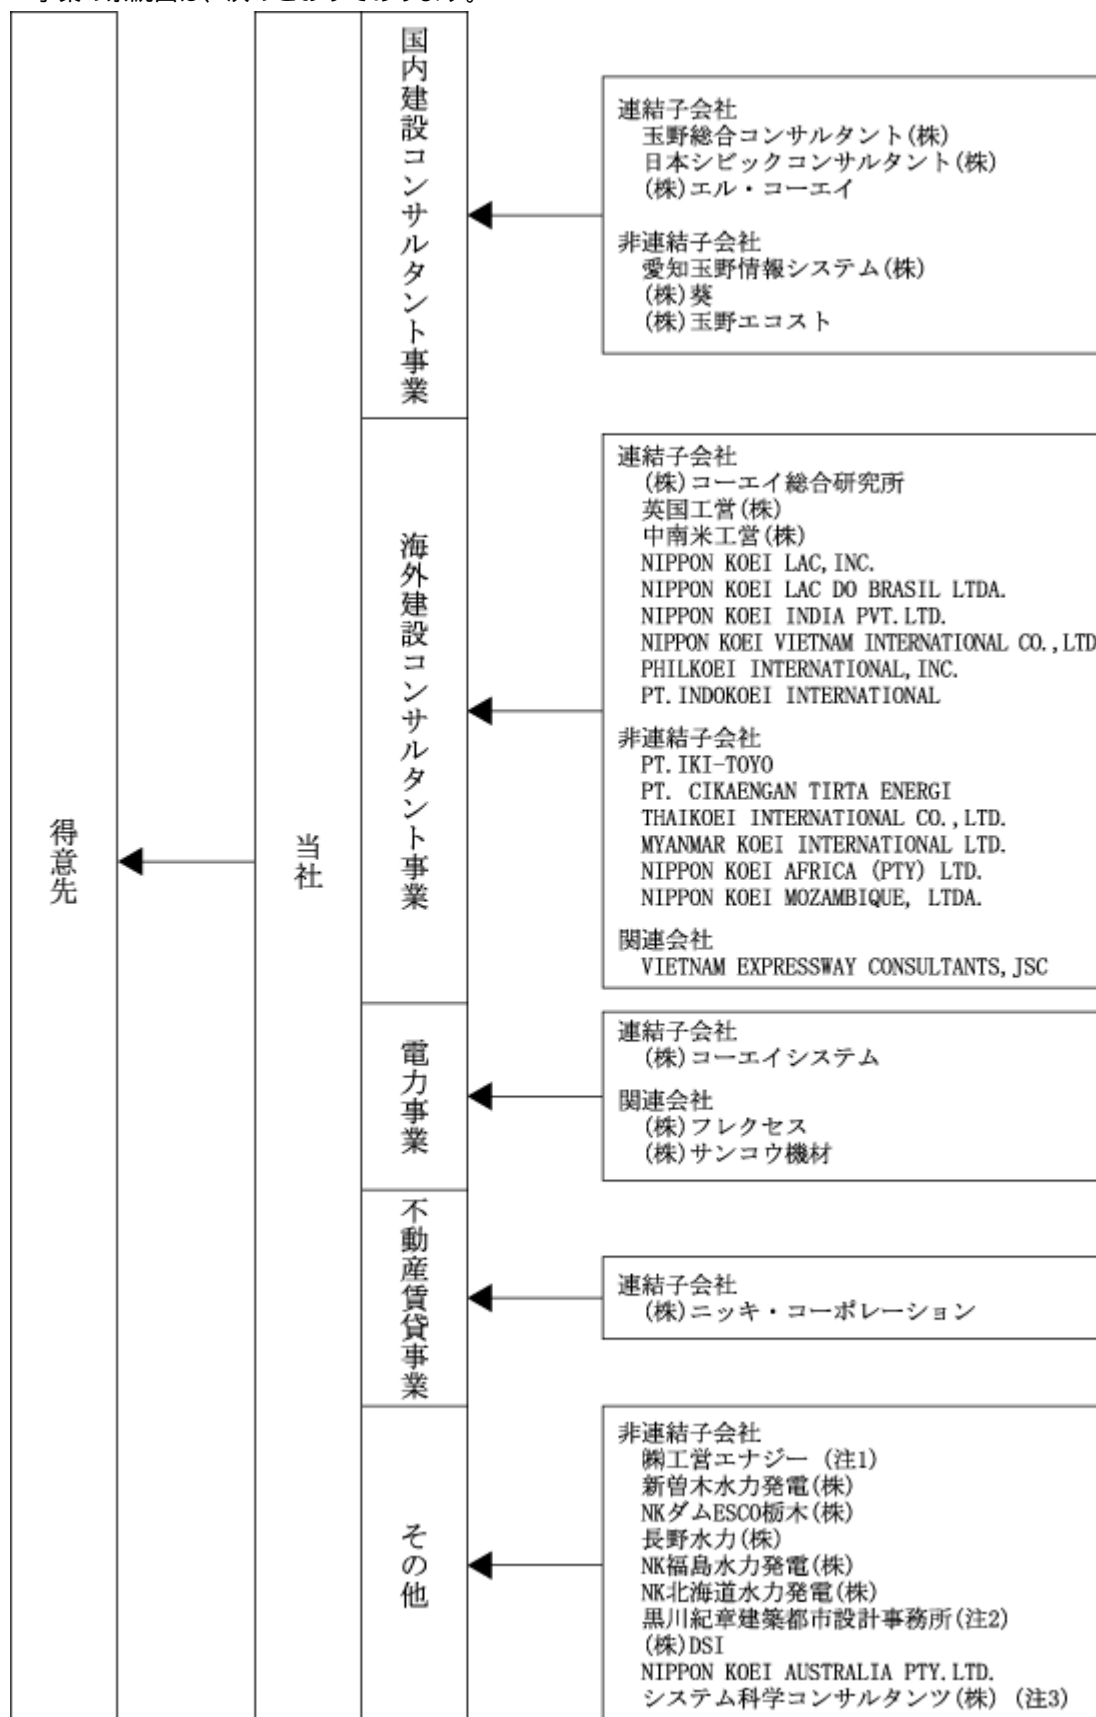 得意先
当社
国内建設コンサルタント事業
連結子会社
玉野総合コンサルタント(株)
日本シビックコンサルタント(株)
(株)エル・コーエイ
非連結子会社
愛知玉野情報システム(株)
(株)葵
(株)玉野エコスト
海外建設コンサルタント事業
連結子会社
(株)コーエイ総合研究所
英国工営(株)
中南米工営(株)
NIPPON KOEI LAC,INC.
NIPPON KOEI LAC DO BRASIL LTDA.
NIPPON KOEI INDIA PVT.LTD.
NIPPON KOEI VIETNAM INTERNATIONAL CO.,LTD
PHILKOEI INTERNATIONAL,INC.
PT.INDOKOEI INTERNATIONAL
非連結子会社
PT.IKI-TOYO
PT. CIKAENGAN TIRTA ENERGI
THAIKOEI INTERNATIONAL CO.,LTD.
MYANMAR KOEI INTERNATIONAL LTD.
NIPPON KOEI AFRICA (PTY) LTD.
NIPPON KOEI MOZAMBIQUE, LTDA.
関連会社
VIETNAM EXPRESSWAY CONSULTANTS,JSC
電力事業
連結子会社
(株)コーエイシステム
関連会社
(株)フレクセス
(株)サンコウ機材
不動産賃貸事業
連結子会社
(株)ニッキ・コーポレーション
その他
非連結子会社
㈱工営エナジー (注1)
新曽木水力発電(株)
NKダムESCO栃木(株)
長野水力(株)
NK福島水力発電(株)
NK北海道水力発電(株)
黒川紀章建築都市設計事務所(注2)
(株)DSI
NIPPON KOEI AUSTRALIA PTY.LTD.
システム科学コンサルタンツ(株) (注3)